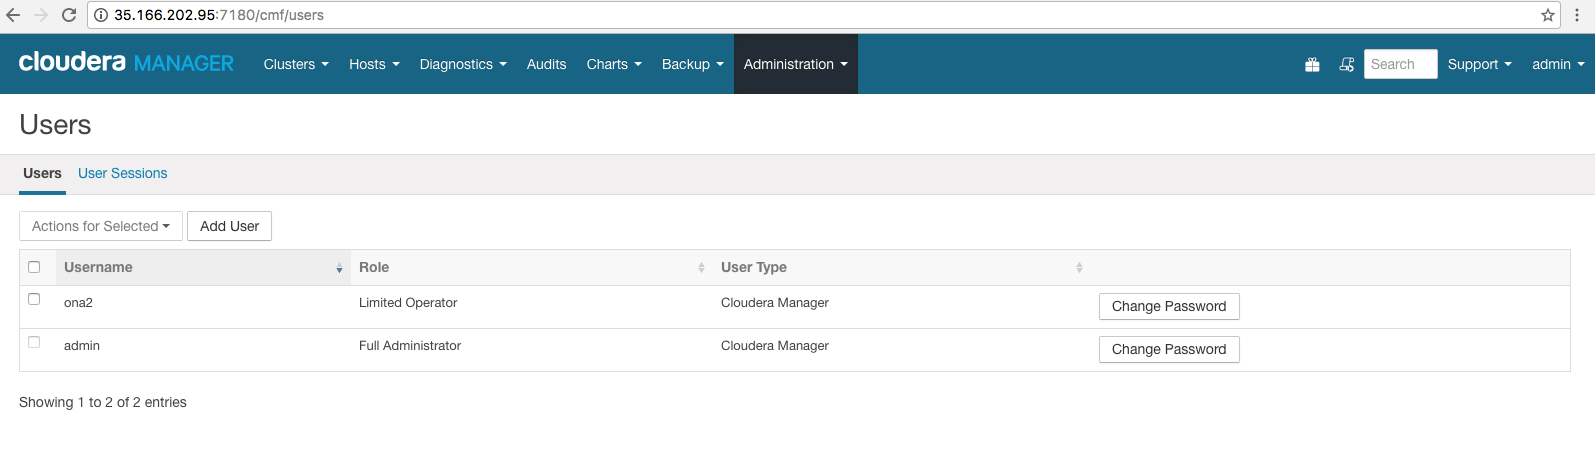 35.166.202.95:7180/cmf/users
cloudera MANAGER Clusters Hosts Diagnostics Audits Charts Backup Administration Search Support admin
Users
Users User Sessions
Actions for Selected Add User
Username Role User Type
ona2 Limited Operator Cloudera Manager Change Password
admin Full Administrator Cloudera Manager Change Password
Showing 1 to 2 of 2 entries